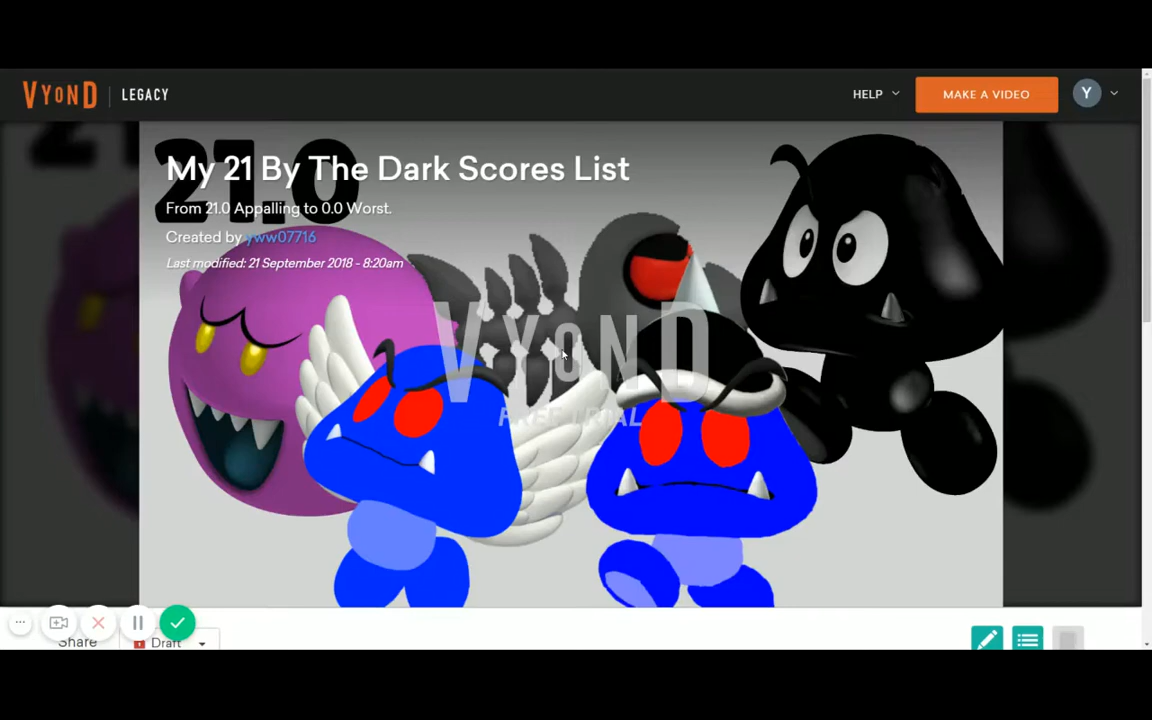 VYOND | LEGACY
HELP
MAKE A VIDEO
Y
21.0
My 21 By The Dark Scores List
From 21.0 Appalling to 0.0 Worst.
Created by yww07716
Last modified: 21 September 2018 - 8:20am
VYOND
FREE TRIAL
Share
Draft